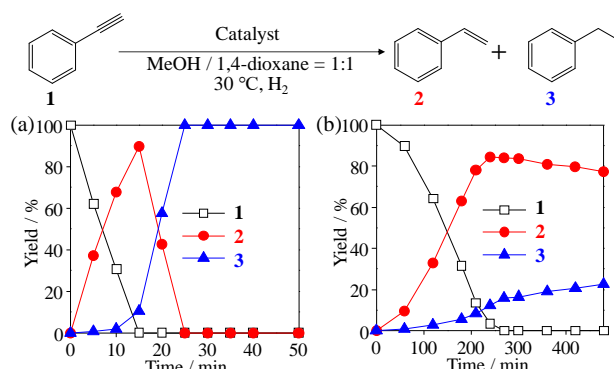 Catalyst
MeOH / 1,4-dioxane = 1:1
30 °C, H₂
+
1
2
3
(a)
100
80
60
40
20
0
Yield / %
1
2
3
0 10 20 30 40 50
Time / min
(b)
100
80
60
40
20
0
Yield / %
1
2
3
0 100 200 300 400
Time / min